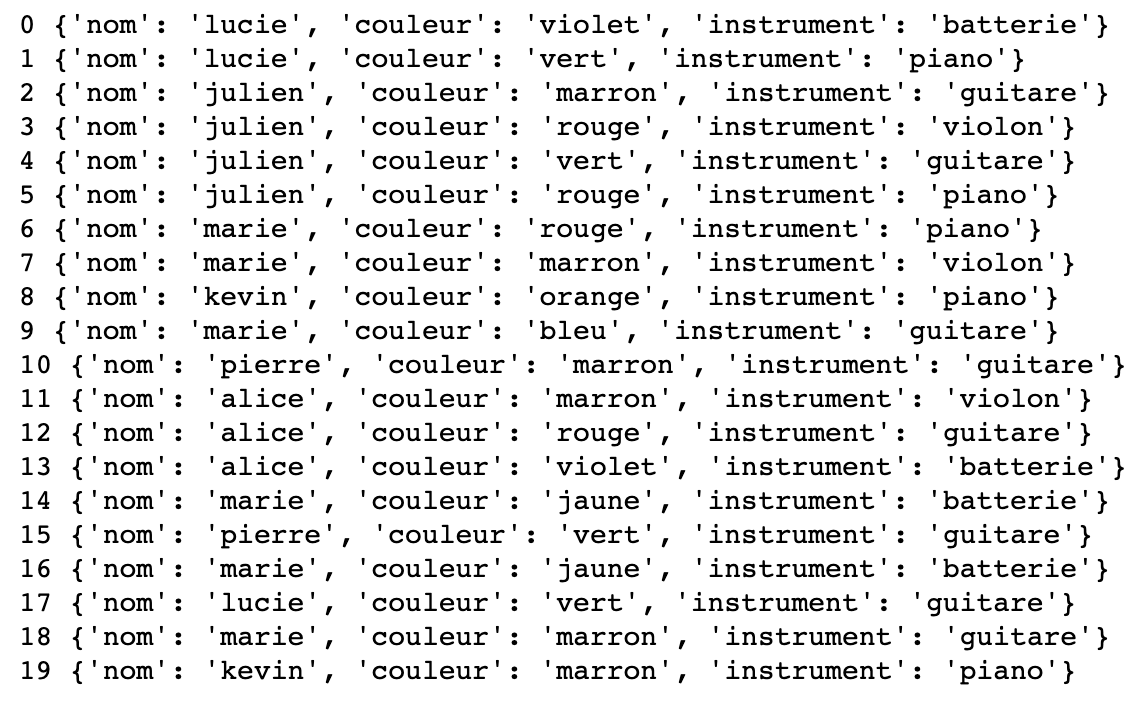 0 {'nom': 'lucie', 'couleur': 'violet', 'instrument': 'batterie'}
1 {'nom': 'lucie', 'couleur': 'vert', 'instrument': 'piano'}
2 {'nom': 'julien', 'couleur': 'marron', 'instrument': 'guitare'}
3 {'nom': 'julien', 'couleur': 'rouge', 'instrument': 'violon'}
4 {'nom': 'julien', 'couleur': 'vert', 'instrument': 'guitare'}
5 {'nom': 'julien', 'couleur': 'rouge', 'instrument': 'piano'}
6 {'nom': 'marie', 'couleur': 'rouge', 'instrument': 'piano'}
7 {'nom': 'marie', 'couleur': 'marron', 'instrument': 'violon'}
8 {'nom': 'kevin', 'couleur': 'orange', 'instrument': 'piano'}
9 {'nom': 'marie', 'couleur': 'bleu', 'instrument': 'guitare'}
10 {'nom': 'pierre', 'couleur': 'marron', 'instrument': 'guitare'}
11 {'nom': 'alice', 'couleur': 'marron', 'instrument': 'violon'}
12 {'nom': 'alice', 'couleur': 'rouge', 'instrument': 'guitare'}
13 {'nom': 'alice', 'couleur': 'violet', 'instrument': 'batterie'}
14 {'nom': 'marie', 'couleur': 'jaune', 'instrument': 'batterie'}
15 {'nom': 'pierre', 'couleur': 'vert', 'instrument': 'guitare'}
16 {'nom': 'marie', 'couleur': 'jaune', 'instrument': 'batterie'}
17 {'nom': 'lucie', 'couleur': 'vert', 'instrument': 'guitare'}
18 {'nom': 'marie', 'couleur': 'marron', 'instrument': 'guitare'}
19 {'nom': 'kevin', 'couleur': 'marron', 'instrument': 'piano'}